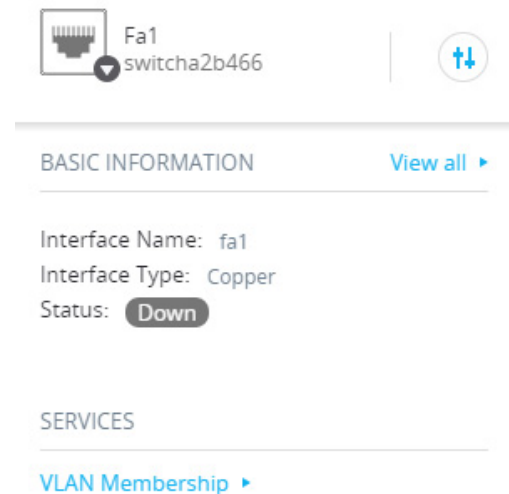 Fa1
switcha2b466
BASIC INFORMATION View all
Interface Name: fa1
Interface Type: Copper
Status: Down
SERVICES
VLAN Membership